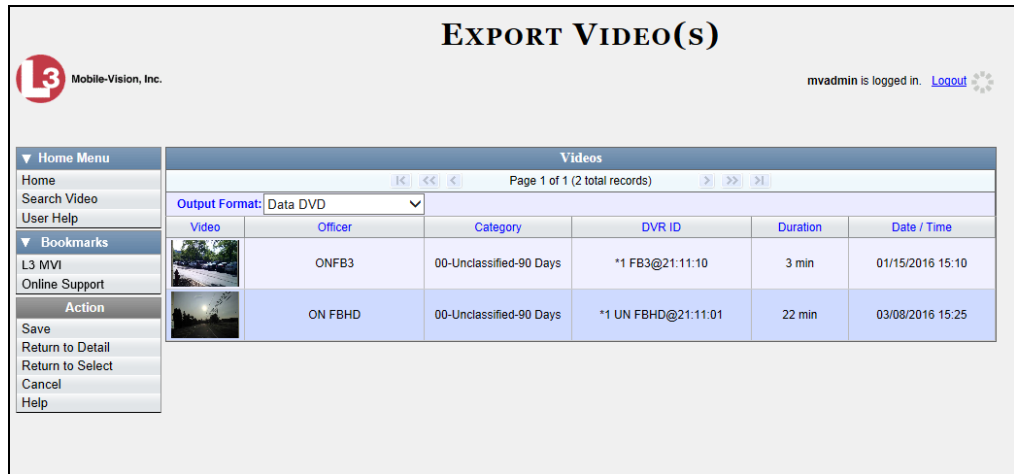 EXPORT VIDEO(S)
L3 Mobile-Vision, Inc.
mvadmin is logged in. Logout
▼ Home Menu
Home
Search Video
User Help
▼ Bookmarks
L3 MVI
Online Support
Action
Save
Return to Detail
Return to Select
Cancel
Help
Videos
|< << < Page 1 of 1 (2 total records) > >> >|
Output Format: Data DVD
Video Officer Category DVR ID Duration Date / Time
ONFB3 00-Unclassified-90 Days *1 FB3@21:11:10 3 min 01/15/2016 15:10
ON FBHD 00-Unclassified-90 Days *1 UN FBHD@21:11:01 22 min 03/08/2016 15:25